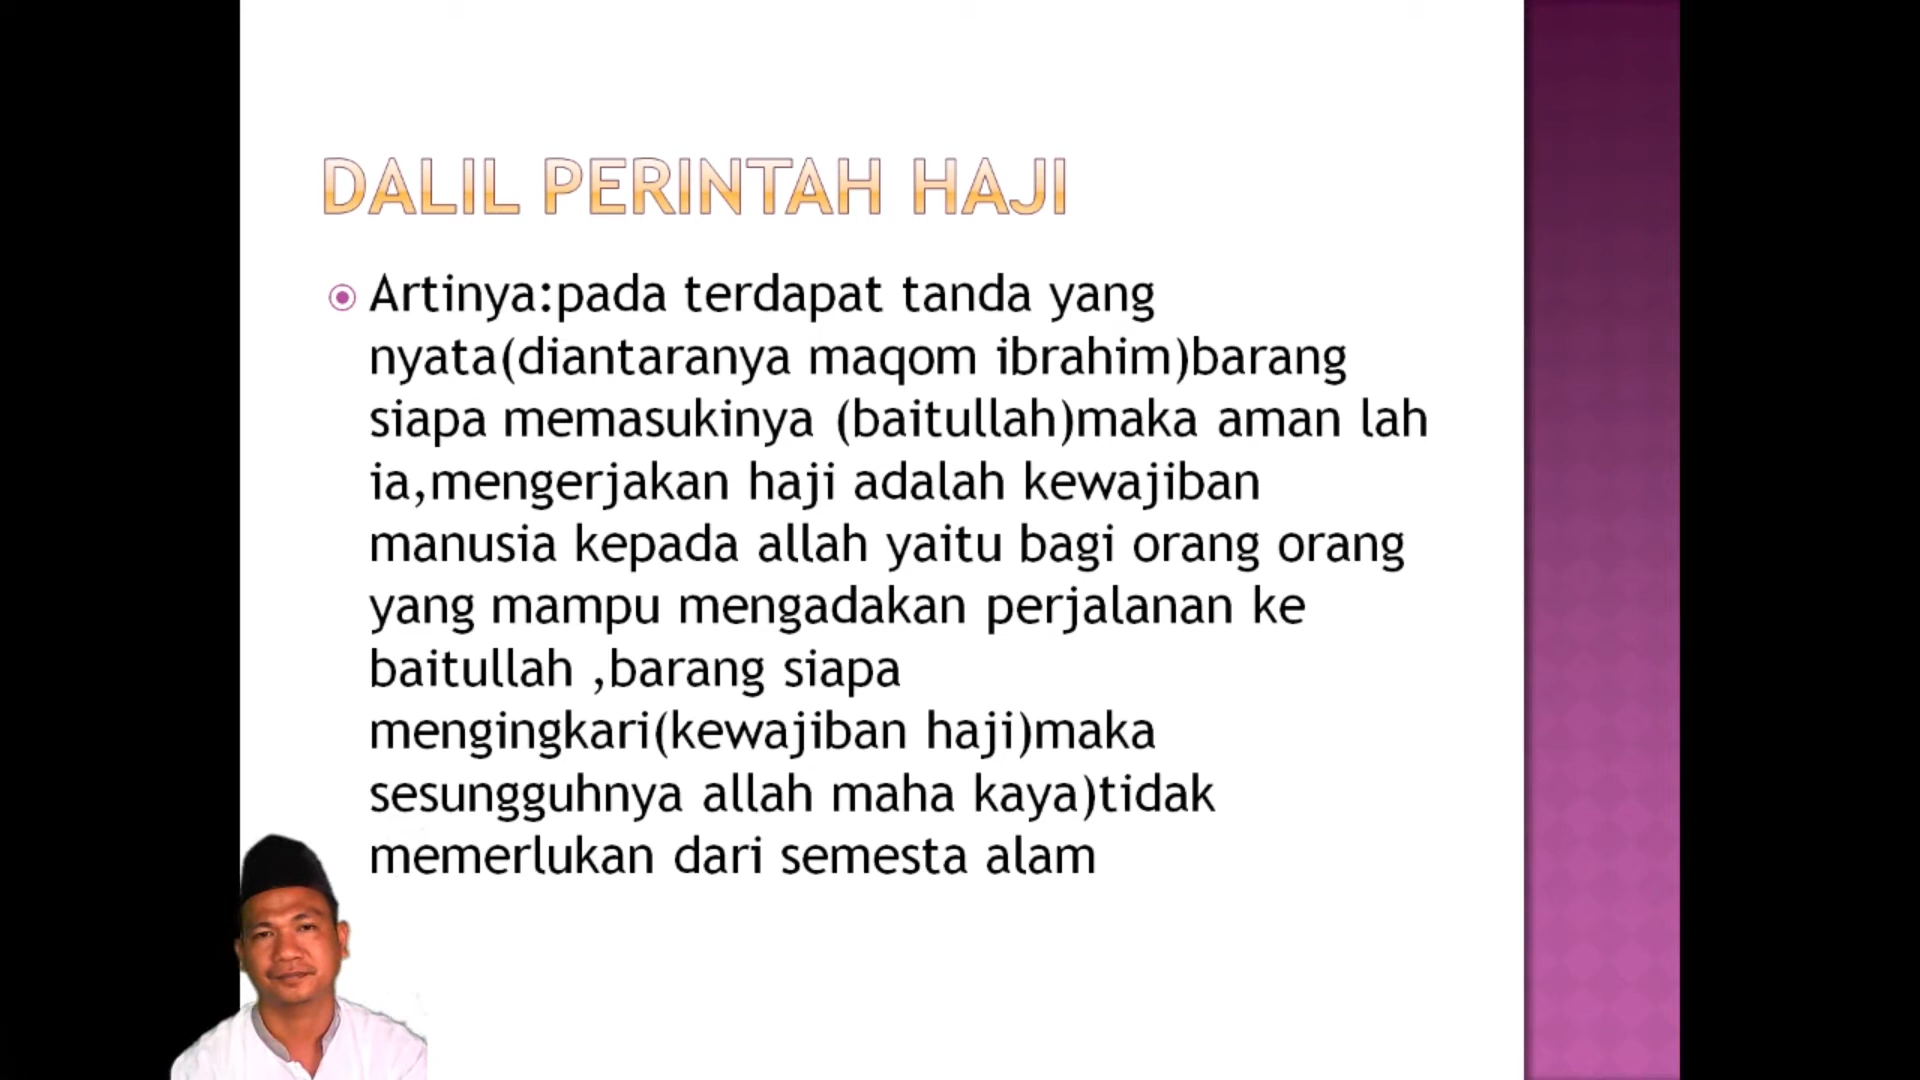 DALIL PERINTAH HAJI
Artinya:pada terdapat tanda yang
nyata(diantaranya maqom ibrahim)barang
siapa memasukinya (baitullah)maka aman lah
ia,mengerjakan haji adalah kewajiban
manusia kepada allah yaitu bagi orang orang
yang mampu mengadakan perjalanan ke
baitullah ,barang siapa
mengingkari(kewajiban haji)maka
sesungguhnya allah maha kaya)tidak
memerlukan dari semesta alam